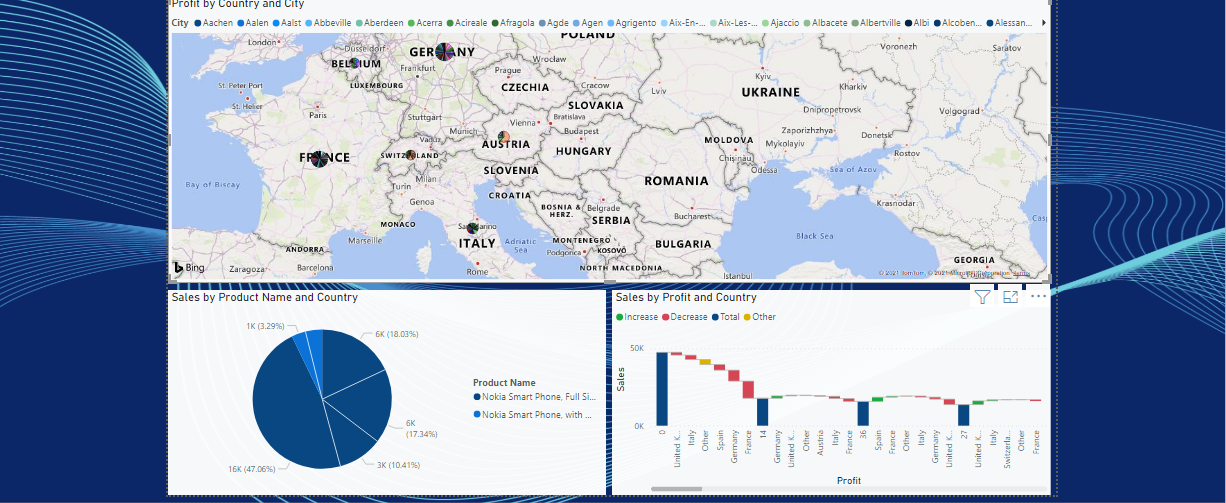 Profit by Country and City
City Aachen Aalen Aalst Abbeville Aberdeen Acerra Acireale Afragola Agde Agen Agrigento Aix-En-... Aix-Les-... Ajaccio Albacete Albertville Albi Alcoben... Alessan...
POLAND
London
Düsseldorf
GERMANY
Wrocław
Voronezh
Saratov
BELGIUM
Frankfurt
Prague
Kyiv
St. Peter Port
LUXEMBOURG
CZECHIA
Cracow
Lviv
UKRAINE
Kharkiv
St. Helier
SLOVAKIA
Dnipropetrovsk
Volgograd
Paris
Stuttgart
Vienna
Bratislava
Munich
Budapest
Zaporizhzhya
Donetsk
Vaduz
AUSTRIA
MOLDOVA
Mykolayiv
FRANCE
SWITZERLAND
HUNGARY
Chișinău
Rostov
SLOVENIA
Odessa
Sea of Azov
Bay of Biscay
Milan
Turin
ROMANIA
CROATIA
Genoa
Krasnodar
BOSNIA &
HERZ.
Belgrade
Bucharest
MONACO
San Marino
SERBIA
Black Sea
Marseille
ITALY
Adriatic
Sea
MONTENEGRO
BULGARIA
ANDORRA
Podgorica
KOSOVO
GEORGIA
Bing
Zaragoza
Barcelona
Rome
NORTH MACEDONIA
Istanbul
© 2021 TomTom, © 2021 Microsoft Corporation Terms
Sales by Product Name and Country
1K (3.29%)
6K (18.03%)
6K
(17.34%)
3K (10.41%)
16K (47.06%)
Product Name
Nokia Smart Phone, Full Si...
Nokia Smart Phone, with ...
Sales by Profit and Country
Increase Decrease Total Other
50K
Sales
0K
0 United K... Italy Other Spain Germany France 14 Germany United K... Other Austria Italy France 36 Spain France Other Italy Germany United K... 27 United K... Italy Switzerla... Other France
Profit